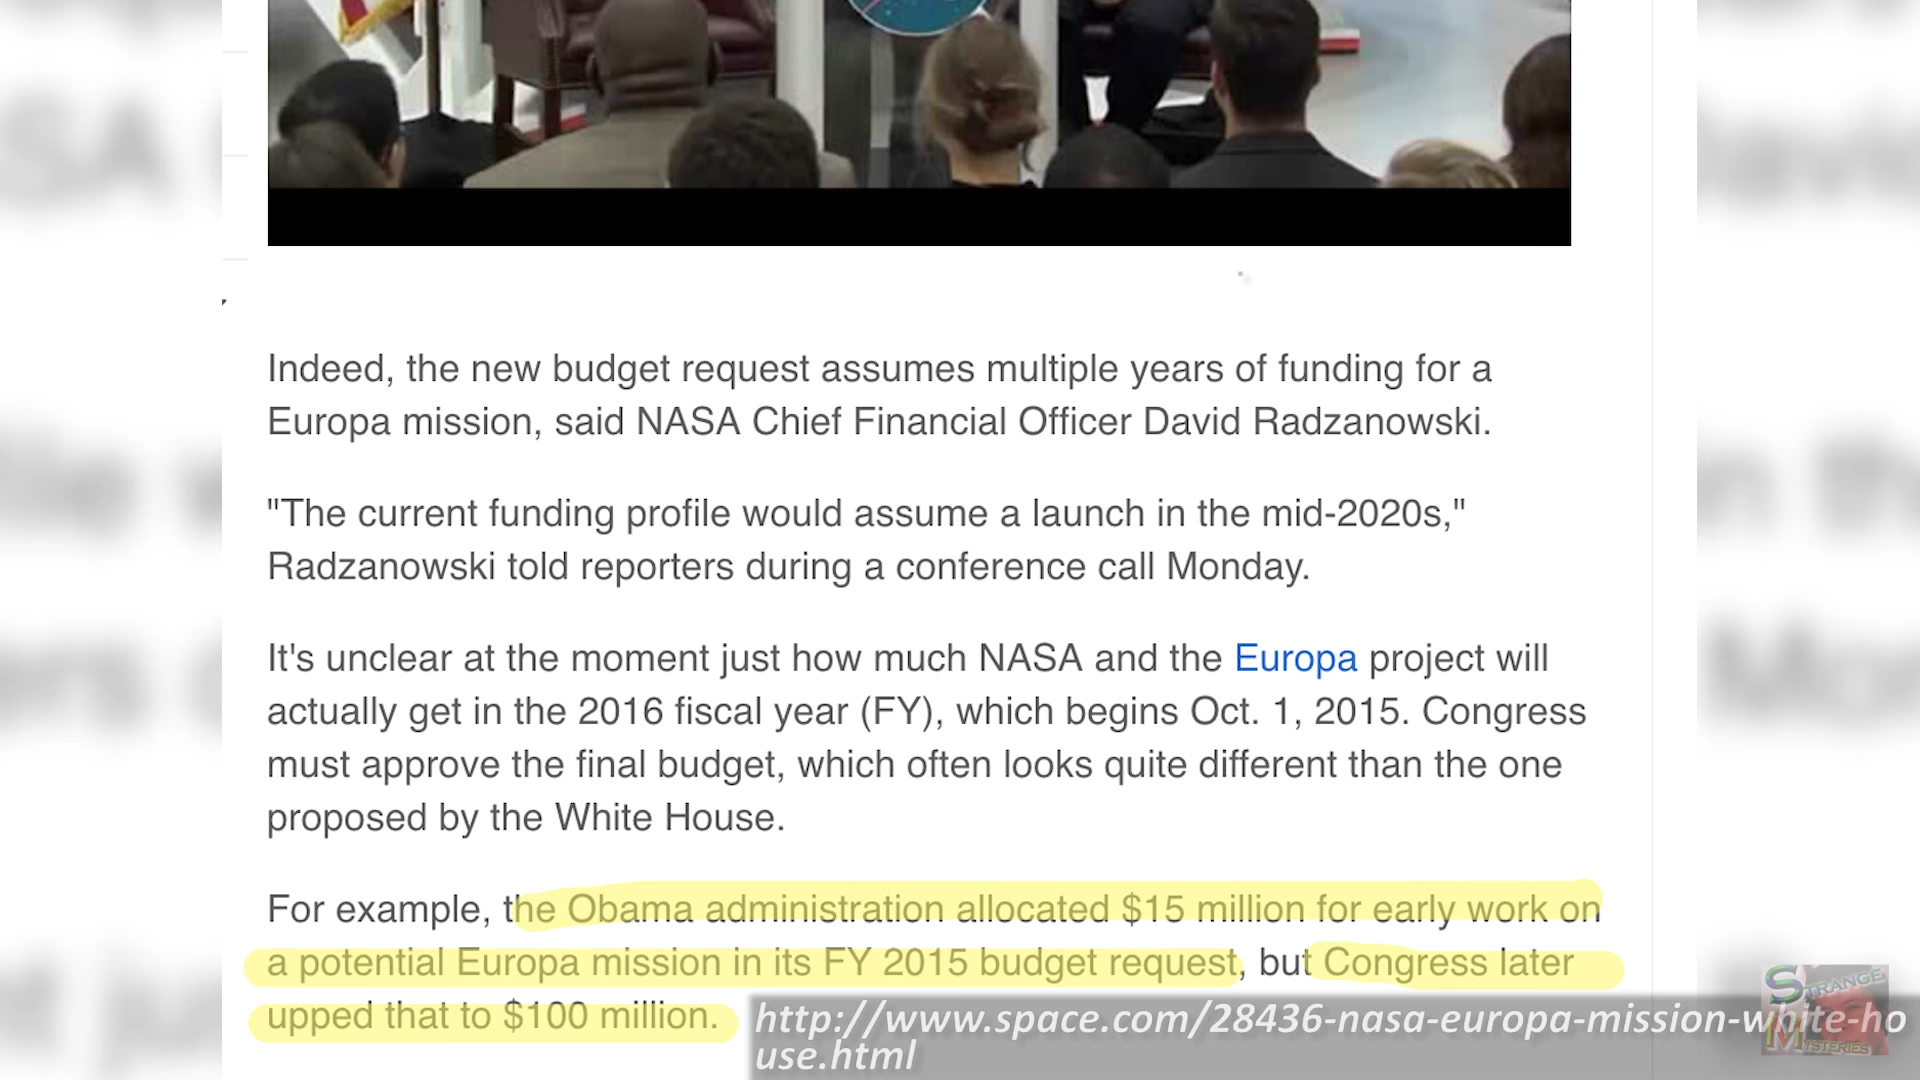 Indeed, the new budget request assumes multiple years of funding for a
Europa mission, said NASA Chief Financial Officer David Radzanowski.
"The current funding profile would assume a launch in the mid-2020s,"
Radzanowski told reporters during a conference call Monday.
It's unclear at the moment just how much NASA and the Europa project will
actually get in the 2016 fiscal year (FY), which begins Oct. 1, 2015. Congress
must approve the final budget, which often looks quite different than the one
proposed by the White House.
For example, the Obama administration allocated $15 million for early work on
a potential Europa mission in its FY 2015 budget request, but Congress later
upped that to $100 million.
http://www.space.com/28436-nasa-europa-mission-white-ho
use.html
STRANGE
MYSTERIES